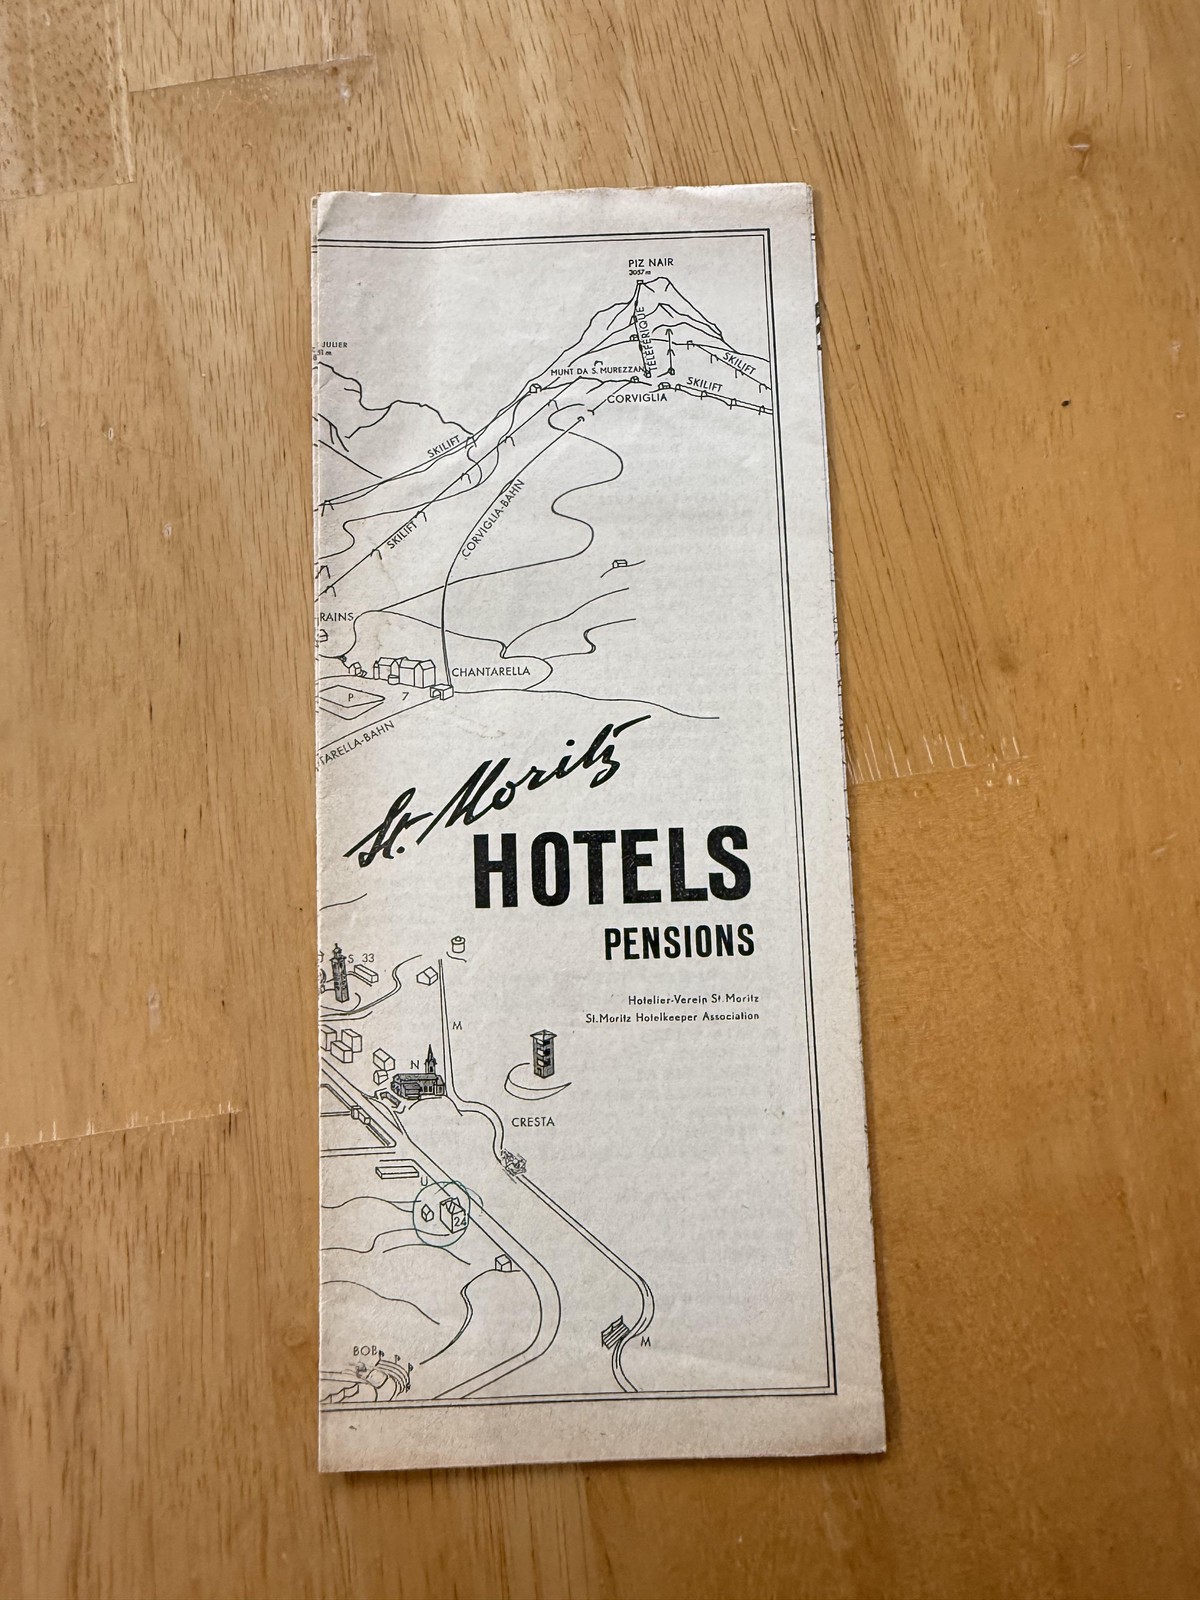 PIZ NAIR
3057 m
JULIER
TÉLÉFÉRIQUE
SKILIFT
MUNT DA S. MUREZZAN
SKILIFT
CORVIGLIA
SKILIFT
CORVIGLIA-BAHN
SKILIFT
RAINS
CHANTARELLA
P
7
TARELLA-BAHN
St. Moritz
HOTELS
PENSIONS
S 33
Hotelier-Verein St. Moritz
St. Moritz Hotelkeeper Association
M
N
CRESTA
U
24
M
BOB